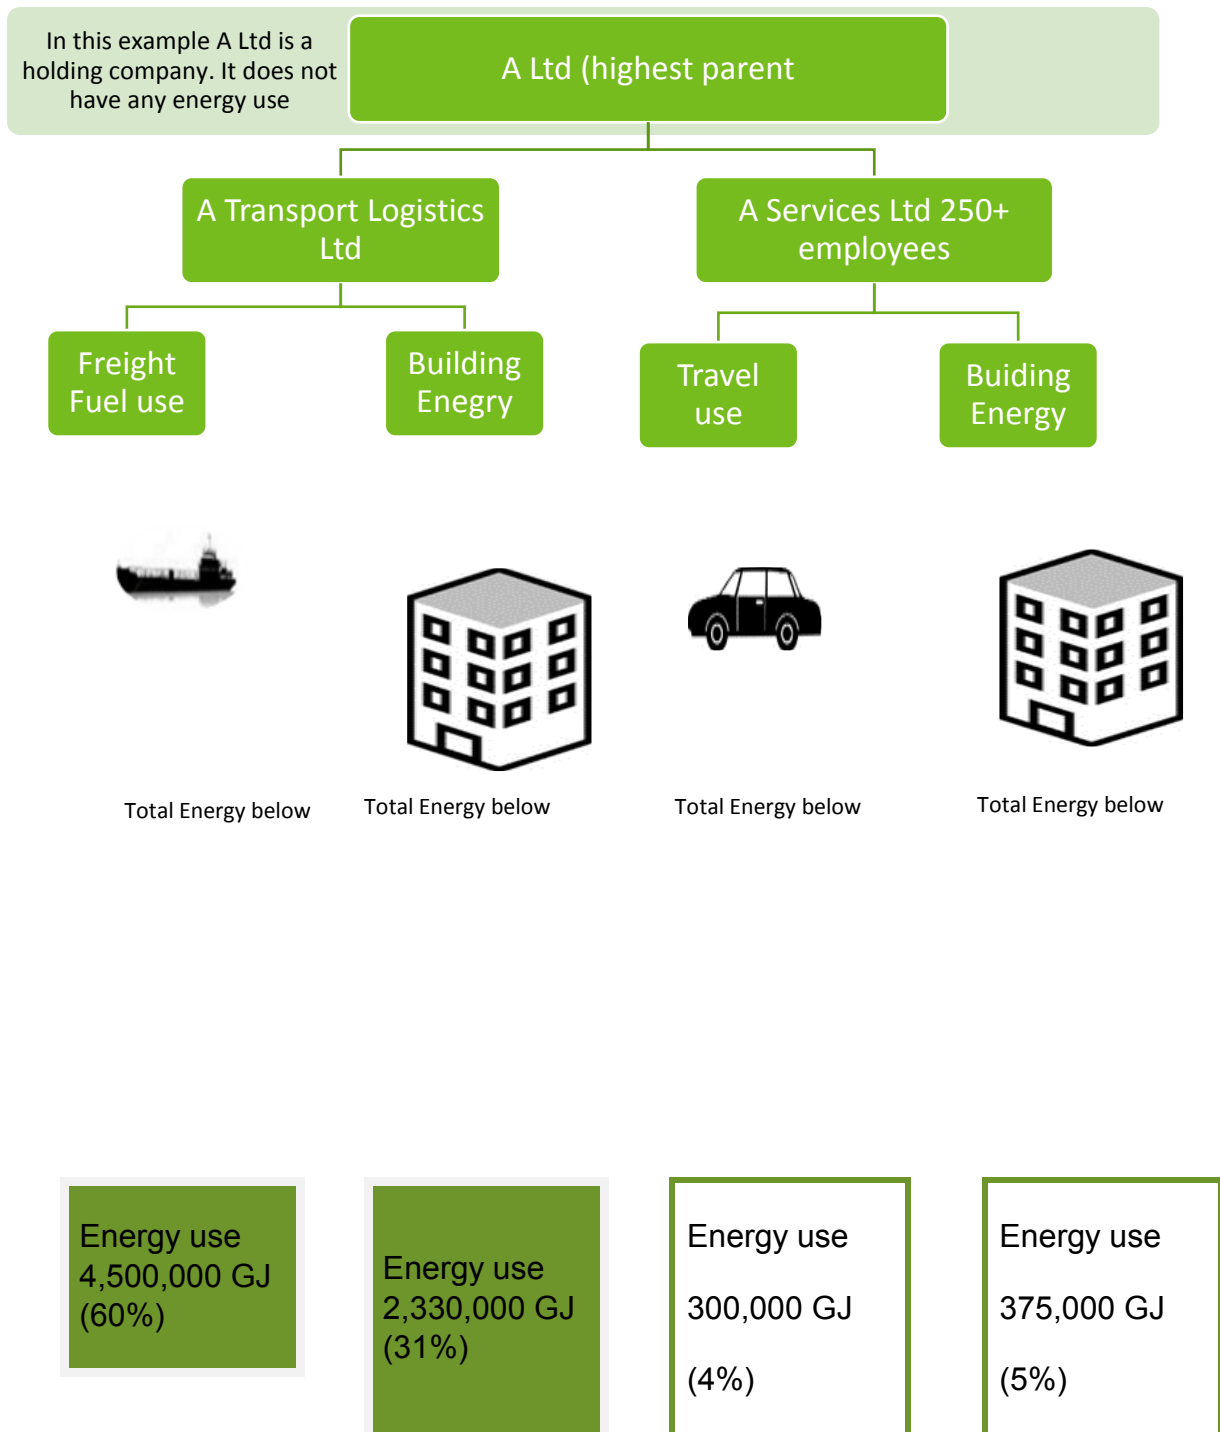 In this example A Ltd is a
holding company. It does not
have any energy use
A Ltd (highest parent
A Transport Logistics
Ltd
A Services Ltd 250+
employees
Freight
Fuel use
Building
Enegry
Travel
use
Buiding
Energy
Total Energy below
Total Energy below
Total Energy below
Total Energy below
Energy use
4,500,000 GJ
(60%)
Energy use
2,330,000 GJ
(31%)
Energy use
300,000 GJ
(4%)
Energy use
375,000 GJ
(5%)